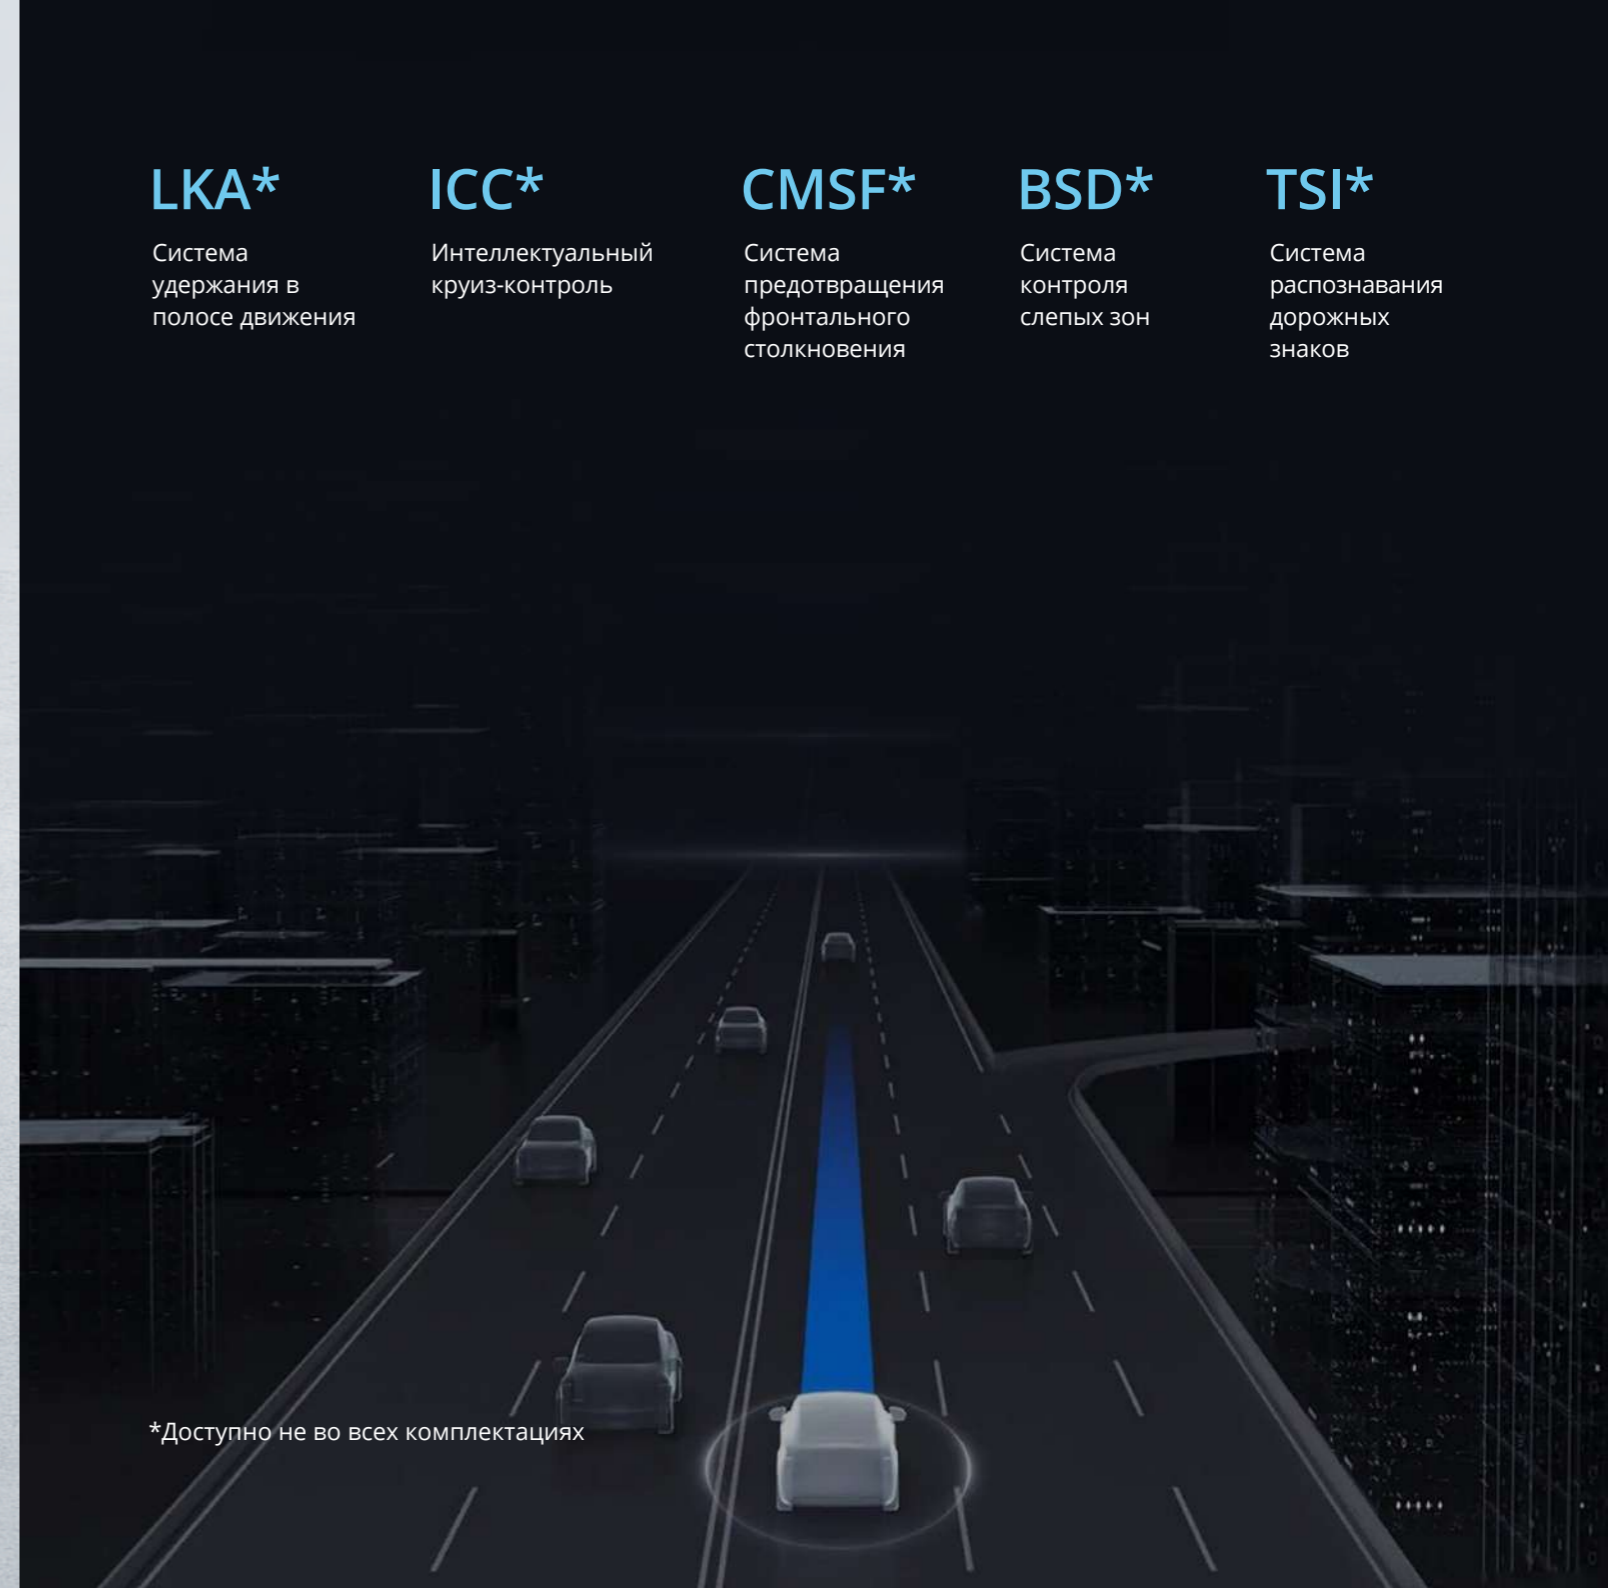 LKA*
Система
удержания в
полосе движения
ICC*
Интеллектуальный
круиз-контроль
CMSF*
Система
предотвращения
фронтального
столкновения
BSD*
Система
контроля
слепых зон
TSI*
Система
распознавания
дорожных
знаков
*Доступно не во всех комплектациях